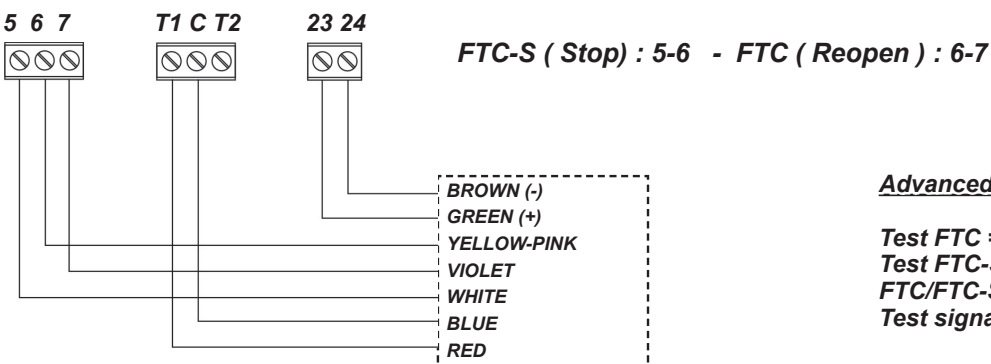 5 6 7 T1 C T2 23 24
FTC-S ( Stop) : 5-6 - FTC ( Reopen ) : 6-7
BROWN (-)
GREEN (+)
YELLOW-PINK
VIOLET
WHITE
BLUE
RED
Advanced
Test FTC =
Test FTC-
FTC/FTC-S
Test signa